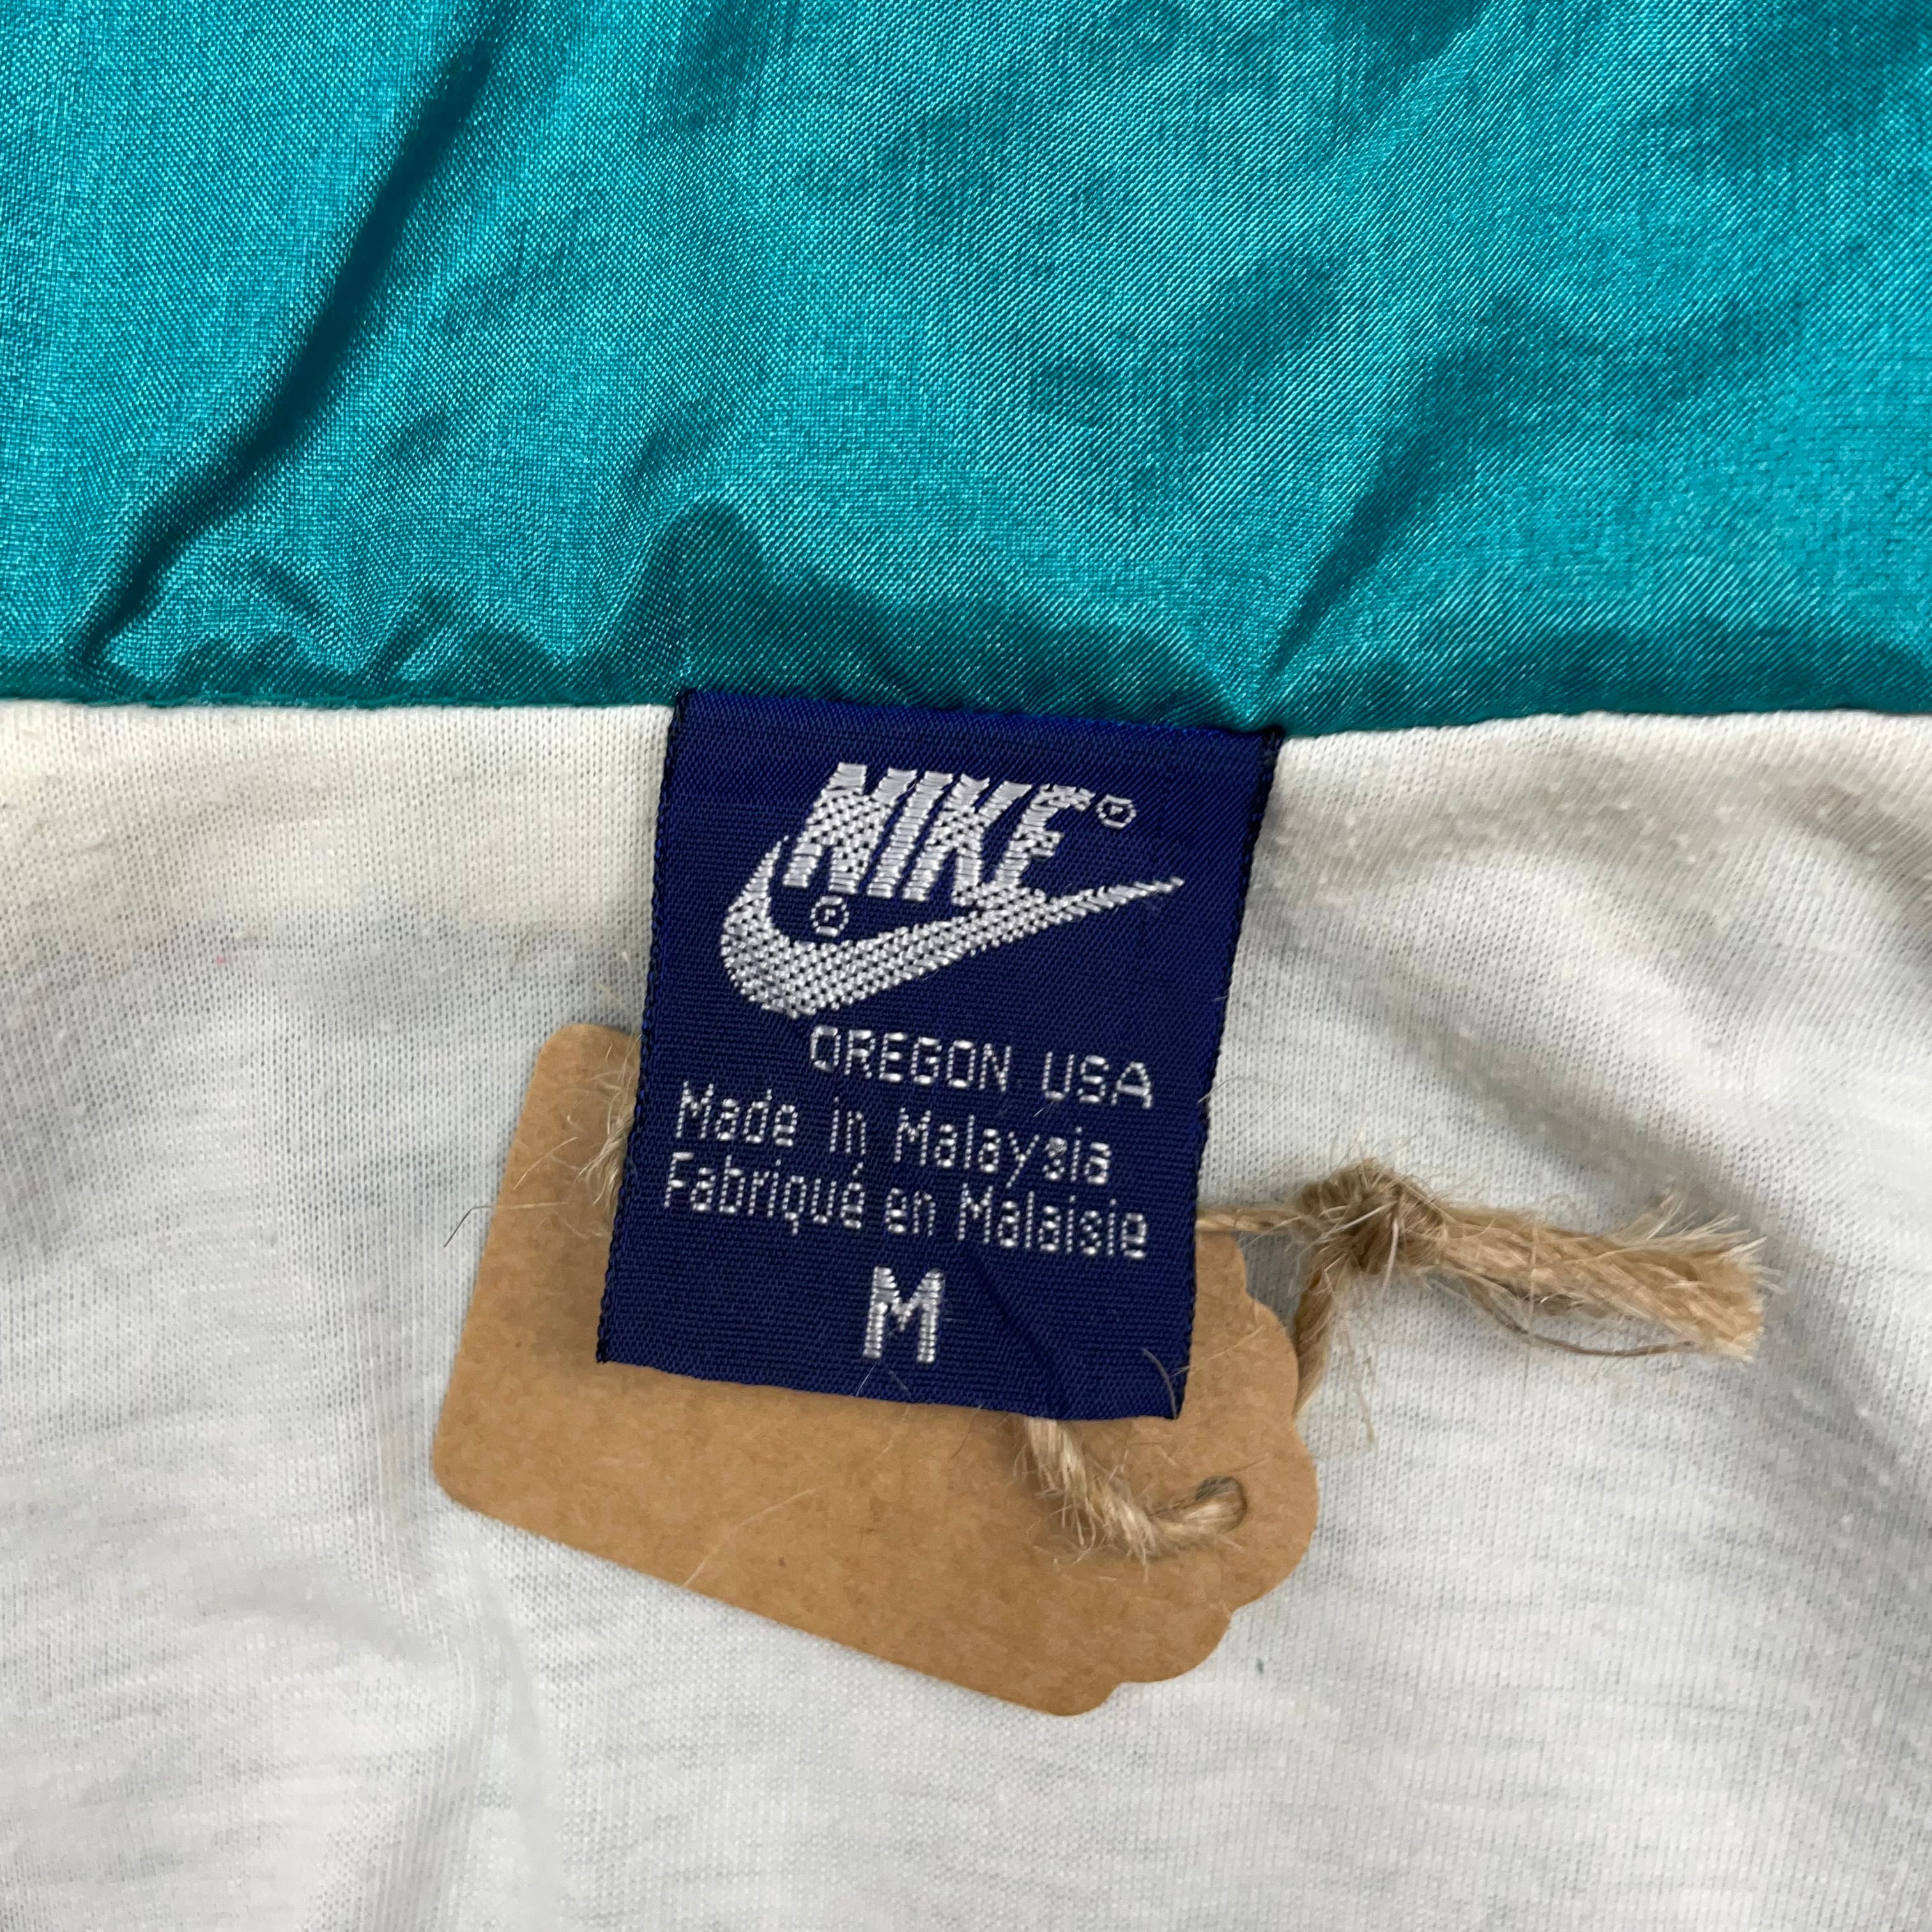 NIKE®
®
OREGON USA
Made in Malaysia
Fabriqué en Malaisie
M